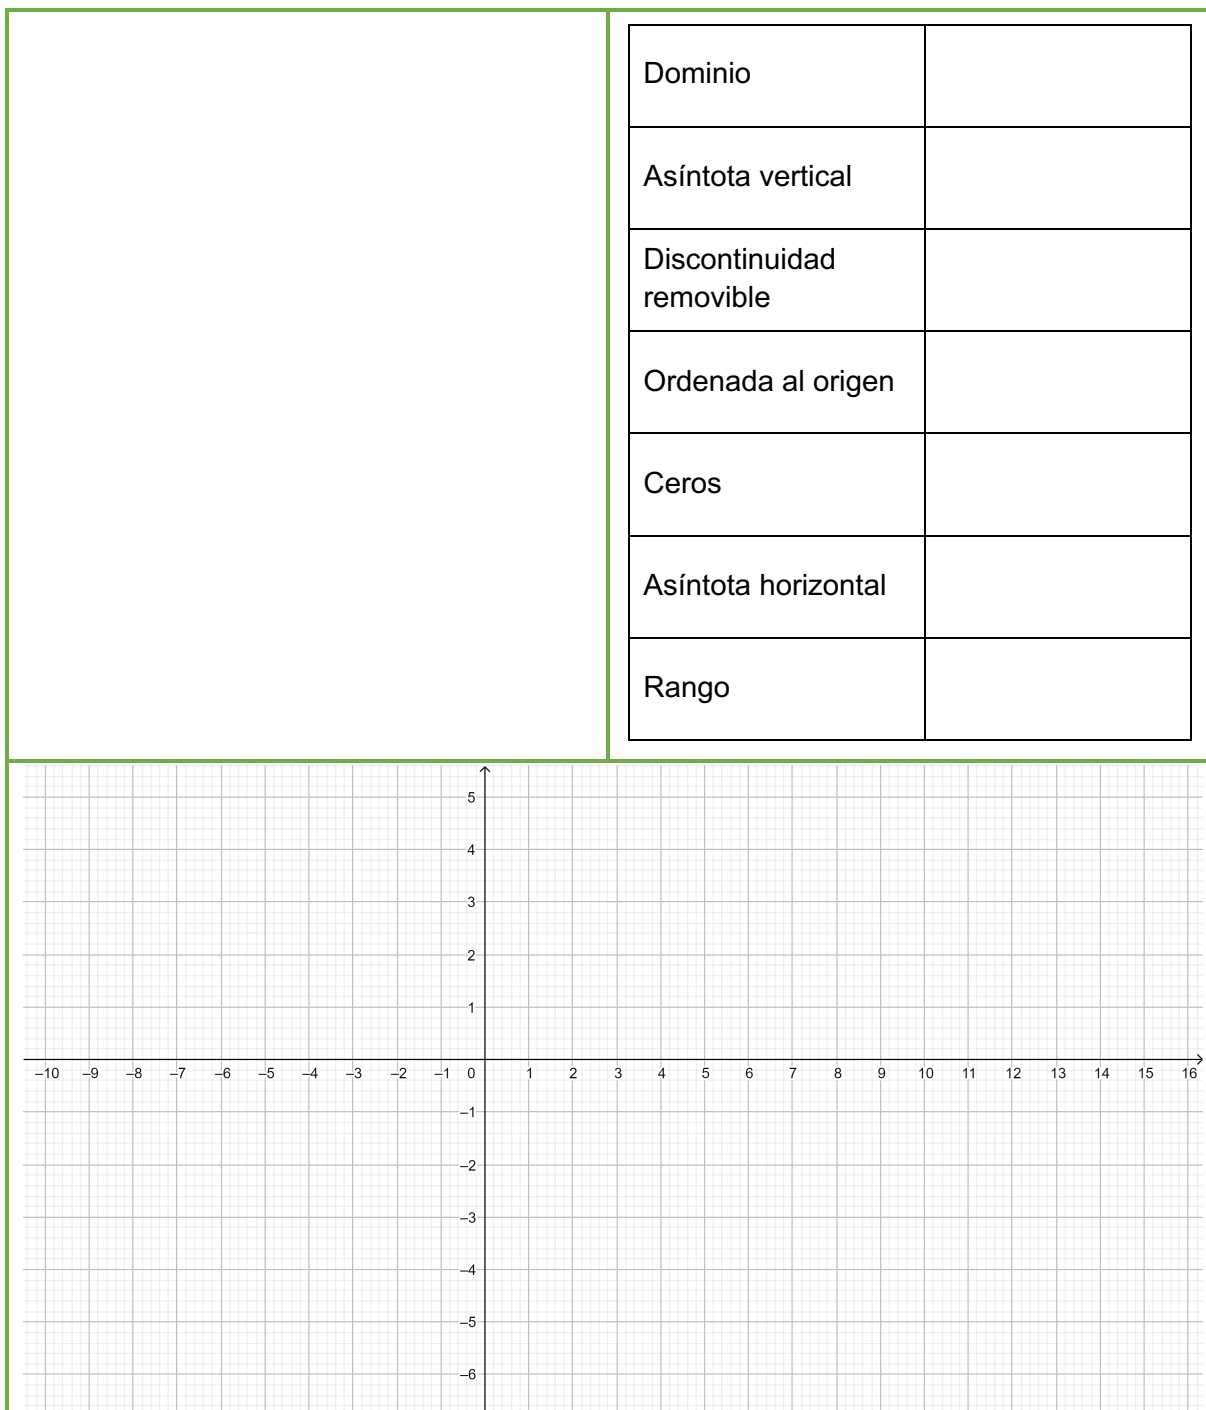 Dominio
Asíntota vertical
Discontinuidad
removible
Ordenada al origen
Ceros
Asíntota horizontal
Rango
5
4
3
2
1
–10 –9 –8 –7 –6 –5 –4 –3 –2 –1 0 1 2 3 4 5 6 7 8 9 10 11 12 13 14 15 16
–1
–2
–3
–4
–5
–6